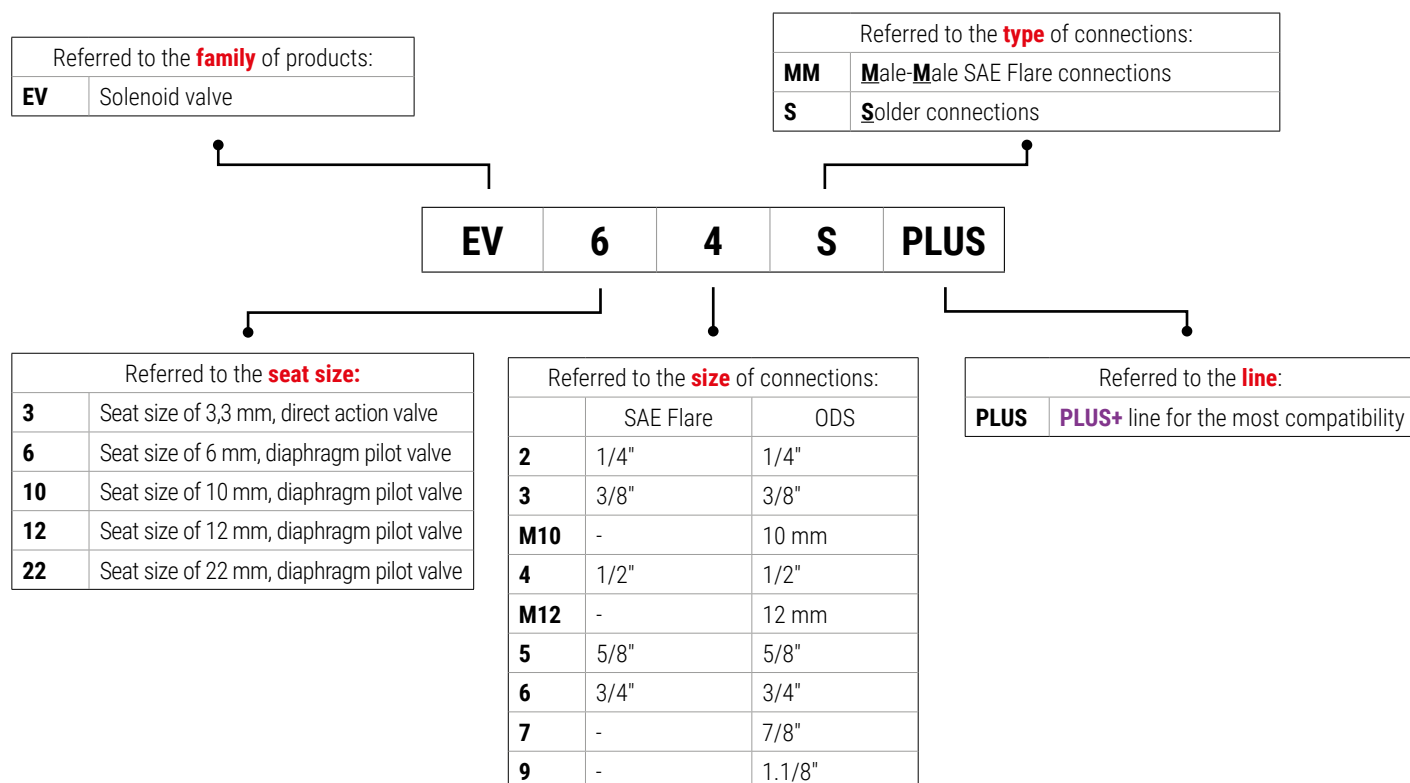 Referred to the family of products:
EV Solenoid valve
Referred to the type of connections:
MM Male-Male SAE Flare connections
S Solder connections
EV 6 4 S PLUS
Referred to the seat size:
3 Seat size of 3,3 mm, direct action valve
6 Seat size of 6 mm, diaphragm pilot valve
10 Seat size of 10 mm, diaphragm pilot valve
12 Seat size of 12 mm, diaphragm pilot valve
22 Seat size of 22 mm, diaphragm pilot valve
Referred to the size of connections:
SAE Flare ODS
2 1/4" 1/4"
3 3/8" 3/8"
M10 - 10 mm
4 1/2" 1/2"
M12 - 12 mm
5 5/8" 5/8"
6 3/4" 3/4"
7 - 7/8"
9 - 1.1/8"
Referred to the line:
PLUS PLUS+ line for the most compatibility